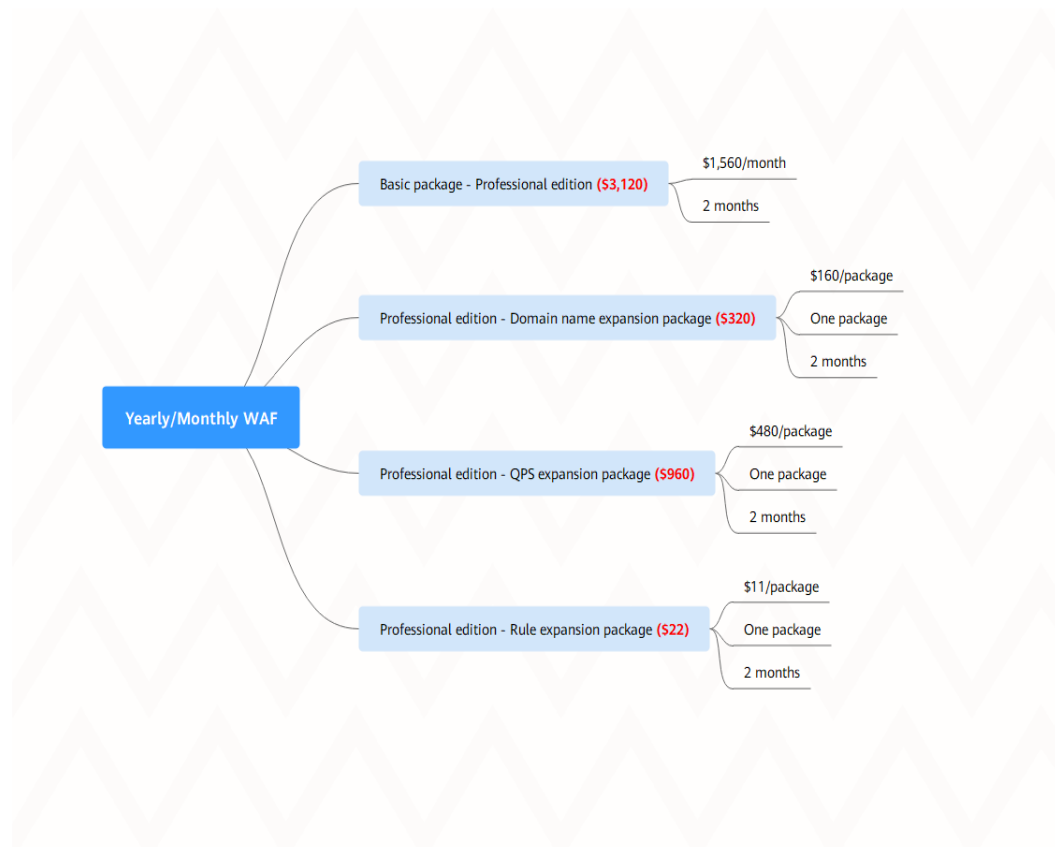 Yearly/Monthly WAF
Basic package - Professional edition ($3,120)
$1,560/month
2 months
Professional edition - Domain name expansion package ($320)
$160/package
One package
2 months
Professional edition - QPS expansion package ($960)
$480/package
One package
2 months
Professional edition - Rule expansion package ($22)
$11/package
One package
2 months